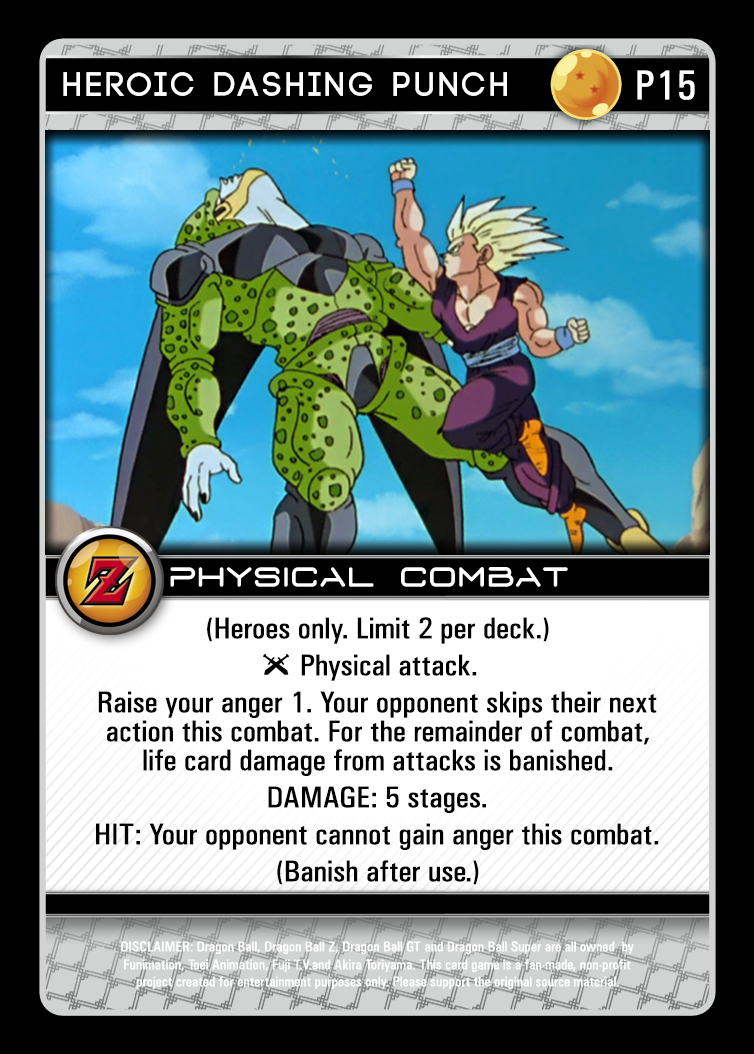 HEROIC DASHING PUNCH P15
Z PHYSICAL COMBAT
(Heroes only. Limit 2 per deck.)
Physical attack.
Raise your anger 1. Your opponent skips their next
action this combat. For the remainder of combat,
life card damage from attacks is banished.
DAMAGE: 5 stages.
HIT: Your opponent cannot gain anger this combat.
(Banish after use.)
DISCLAIMER: Dragon Ball, Dragon Ball Z, Dragon Ball GT and Dragon Ball Super are all owned by
Funimation, Toei Animation, Fuji T.V.and Akira Toriyama. This card game is a fan-made, non-profit
project created for entertainment purposes only. Please support the original source material.